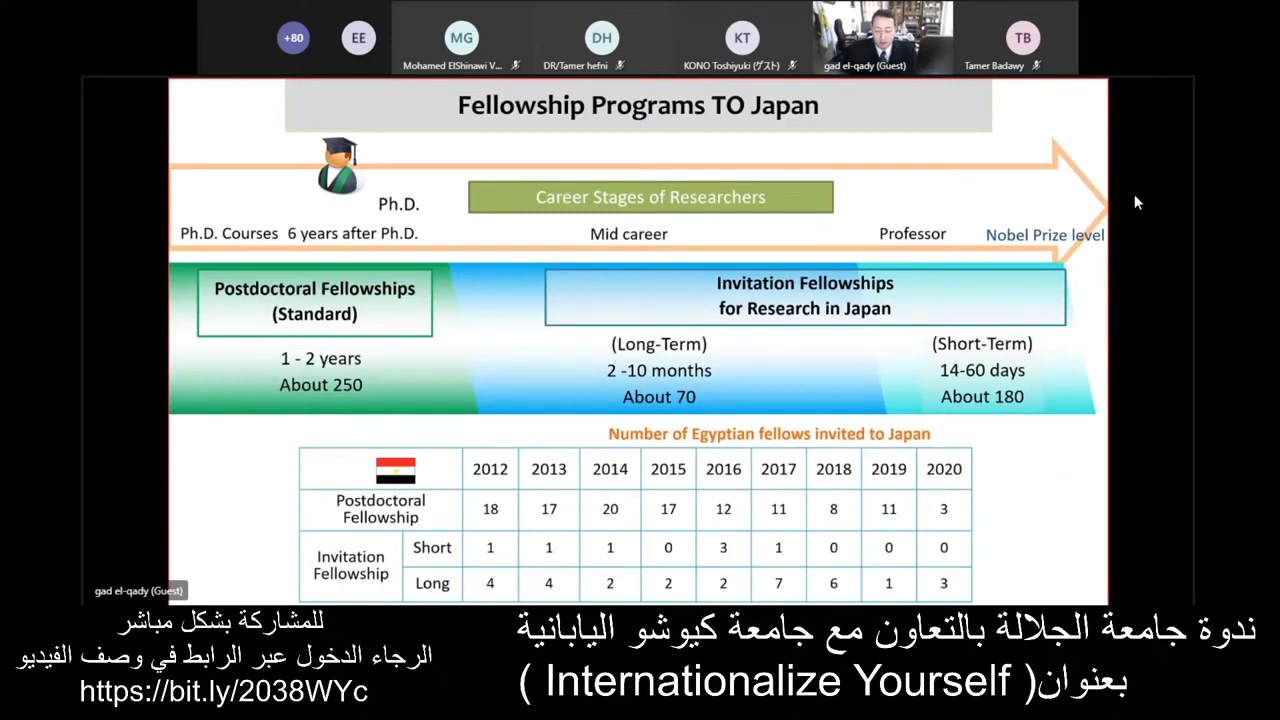 +80
EE
MG
DH
KT
TB
Mohamed ElShinawi V...
DR/Tamer hefni
KONO Toshiyuki (ゲスト)
gad el-qady (Guest)
Tamer Badawy
Fellowship Programs TO Japan
Career Stages of Researchers
Ph.D.
Ph.D. Courses
6 years after Ph.D.
Mid career
Professor
Nobel Prize level
Postdoctoral Fellowships
(Standard)
1 - 2 years
About 250
Invitation Fellowships
for Research in Japan
(Long-Term)
2 -10 months
About 70
(Short-Term)
14-60 days
About 180
Number of Egyptian fellows invited to Japan
2012 2013 2014 2015 2016 2017 2018 2019 2020
Postdoctoral
Fellowship
18 17 20 17 12 11 8 11 3
Invitation
Fellowship
Short 1 1 1 0 3 1 0 0 0
Long 4 4 2 2 2 7 6 1 3
gad el-qady (Guest)
للمشاركة بشكل مباشر
الرجاء الدخول عبر الرابط في وصف الفيديو
https://bit.ly/2038WYc
ندوة جامعة الجلالة بالتعاون مع جامعة كيوشو اليابانية
بعنوان( Internationalize Yourself )